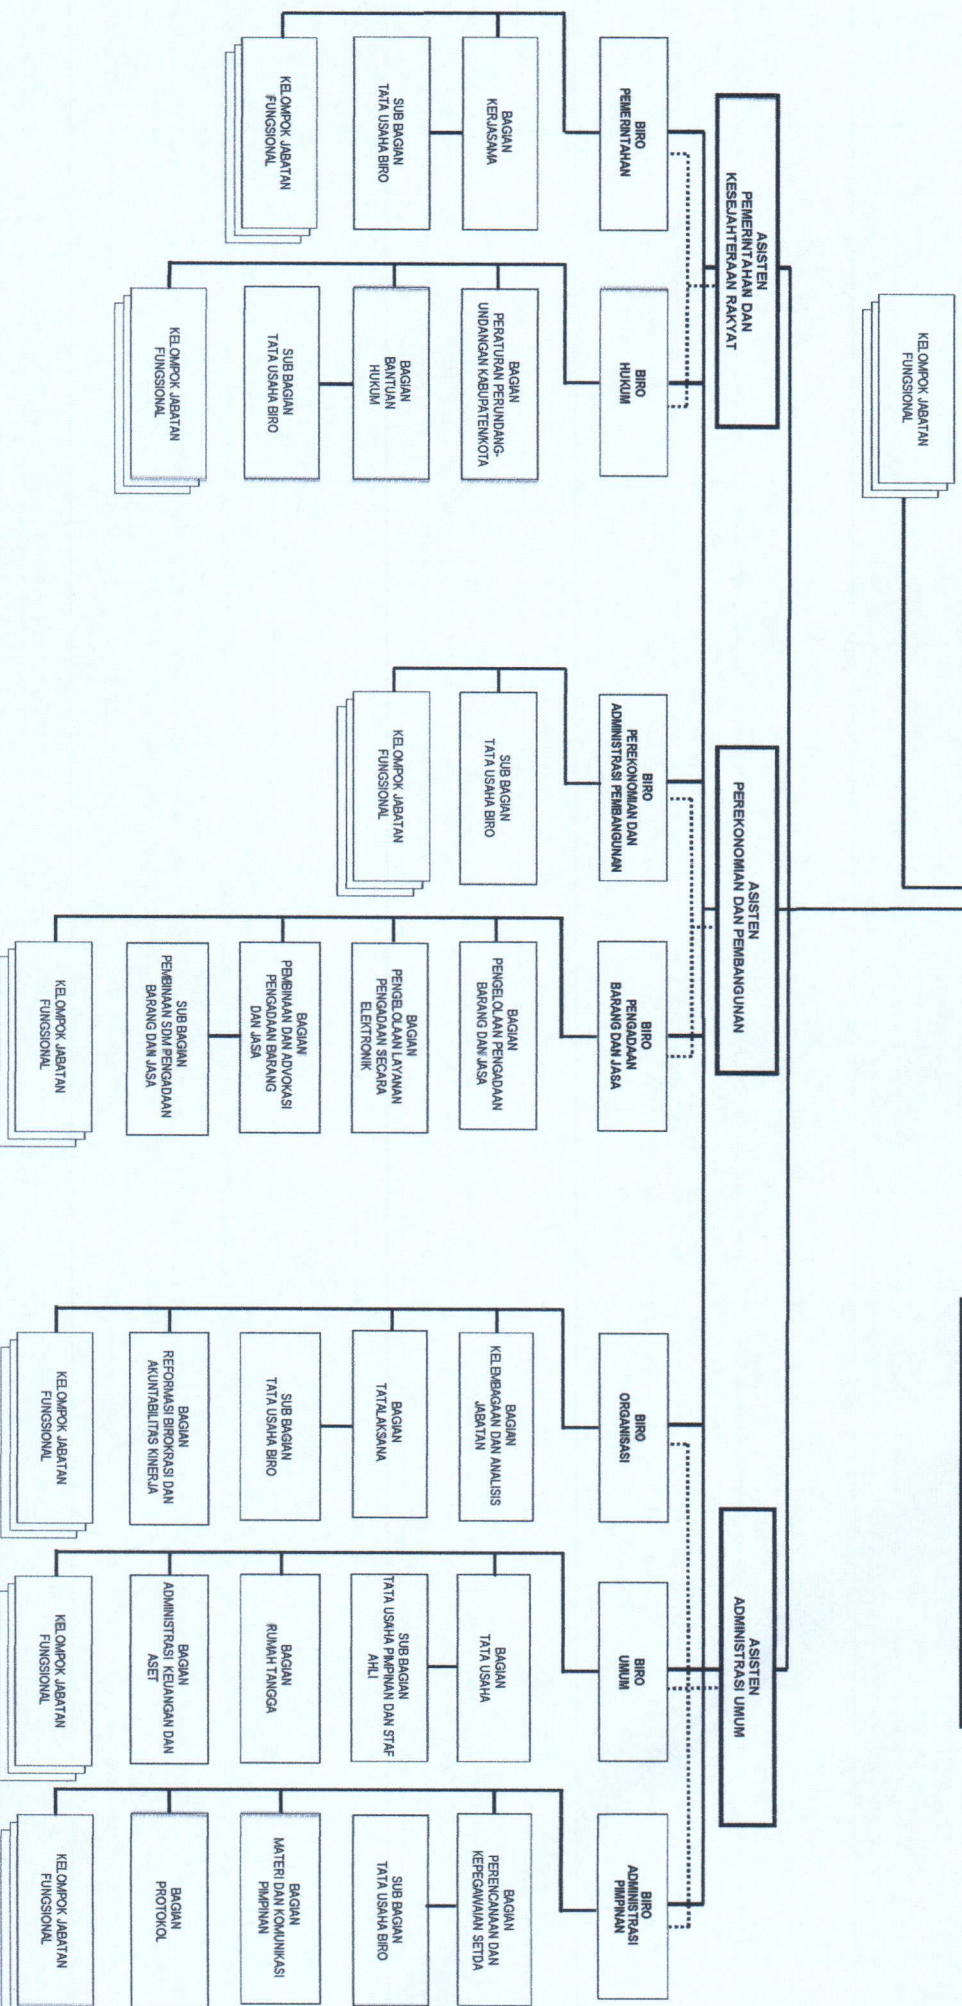 KELOMPOK JABATAN
FUNGSIONAL
ASISTEN
PEMERINTAHAN DAN
KESEJAHTERAAN RAKYAT
ASISTEN
PEREKONOMIAN DAN PEMBANGUNAN
ASISTEN
ADMINISTRASI UMUM
BIRO
PEMERINTAHAN
BAGIAN
KERJASAMA
SUB BAGIAN
TATA USAHA BIRO
KELOMPOK JABATAN
FUNGSIONAL
BIRO
HUKUM
BAGIAN
PERATURAN PERUNDANG-
UNDANGAN KABUPATEN/KOTA
BAGIAN
BANTUAN
HUKUM
SUB BAGIAN
TATA USAHA BIRO
KELOMPOK JABATAN
FUNGSIONAL
BIRO
PEREKONOMIAN DAN
ADMINISTRASI PEMBANGUNAN
SUB BAGIAN
TATA USAHA BIRO
KELOMPOK JABATAN
FUNGSIONAL
BIRO
PENGADAAN
BARANG DAN JASA
BAGIAN
PENGELOLAAN PENGADAAN
BARANG DAN JASA
BAGIAN
PENGELOLAAN LAYANAN
PENGADAAN SECARA
ELEKTRONIK
BAGIAN
PEMBINAAN DAN ADVOKASI
PENGADAAN BARANG
DAN JASA
SUB BAGIAN
PEMBINAAN SDM PENGADAAN
BARANG DAN JASA
KELOMPOK JABATAN
FUNGSIONAL
BIRO
ORGANISASI
BAGIAN
KELEMBAGAAN DAN ANALISIS
JABATAN
BAGIAN
TATALAKSANA
SUB BAGIAN
TATA USAHA BIRO
BAGIAN
REFORMASI BIROKRASI DAN
AKUNTABILITAS KINERJA
KELOMPOK JABATAN
FUNGSIONAL
BIRO
UMUM
BAGIAN
TATA USAHA
SUB BAGIAN
TATA USAHA PIMPINAN DAN STAF
AHLI
BAGIAN
RUMAH TANGGA
BAGIAN
ADMINISTRASI KEUANGAN DAN
ASET
KELOMPOK JABATAN
FUNGSIONAL
BIRO
ADMINISTRASI
PIMPINAN
BAGIAN
PERENCANAAN DAN
KEPEGAWAIAN SETDA
SUB BAGIAN
TATA USAHA BIRO
BAGIAN
MATERI DAN KOMUNIKASI
PIMPINAN
BAGIAN
PROTOKOL
KELOMPOK JABATAN
FUNGSIONAL